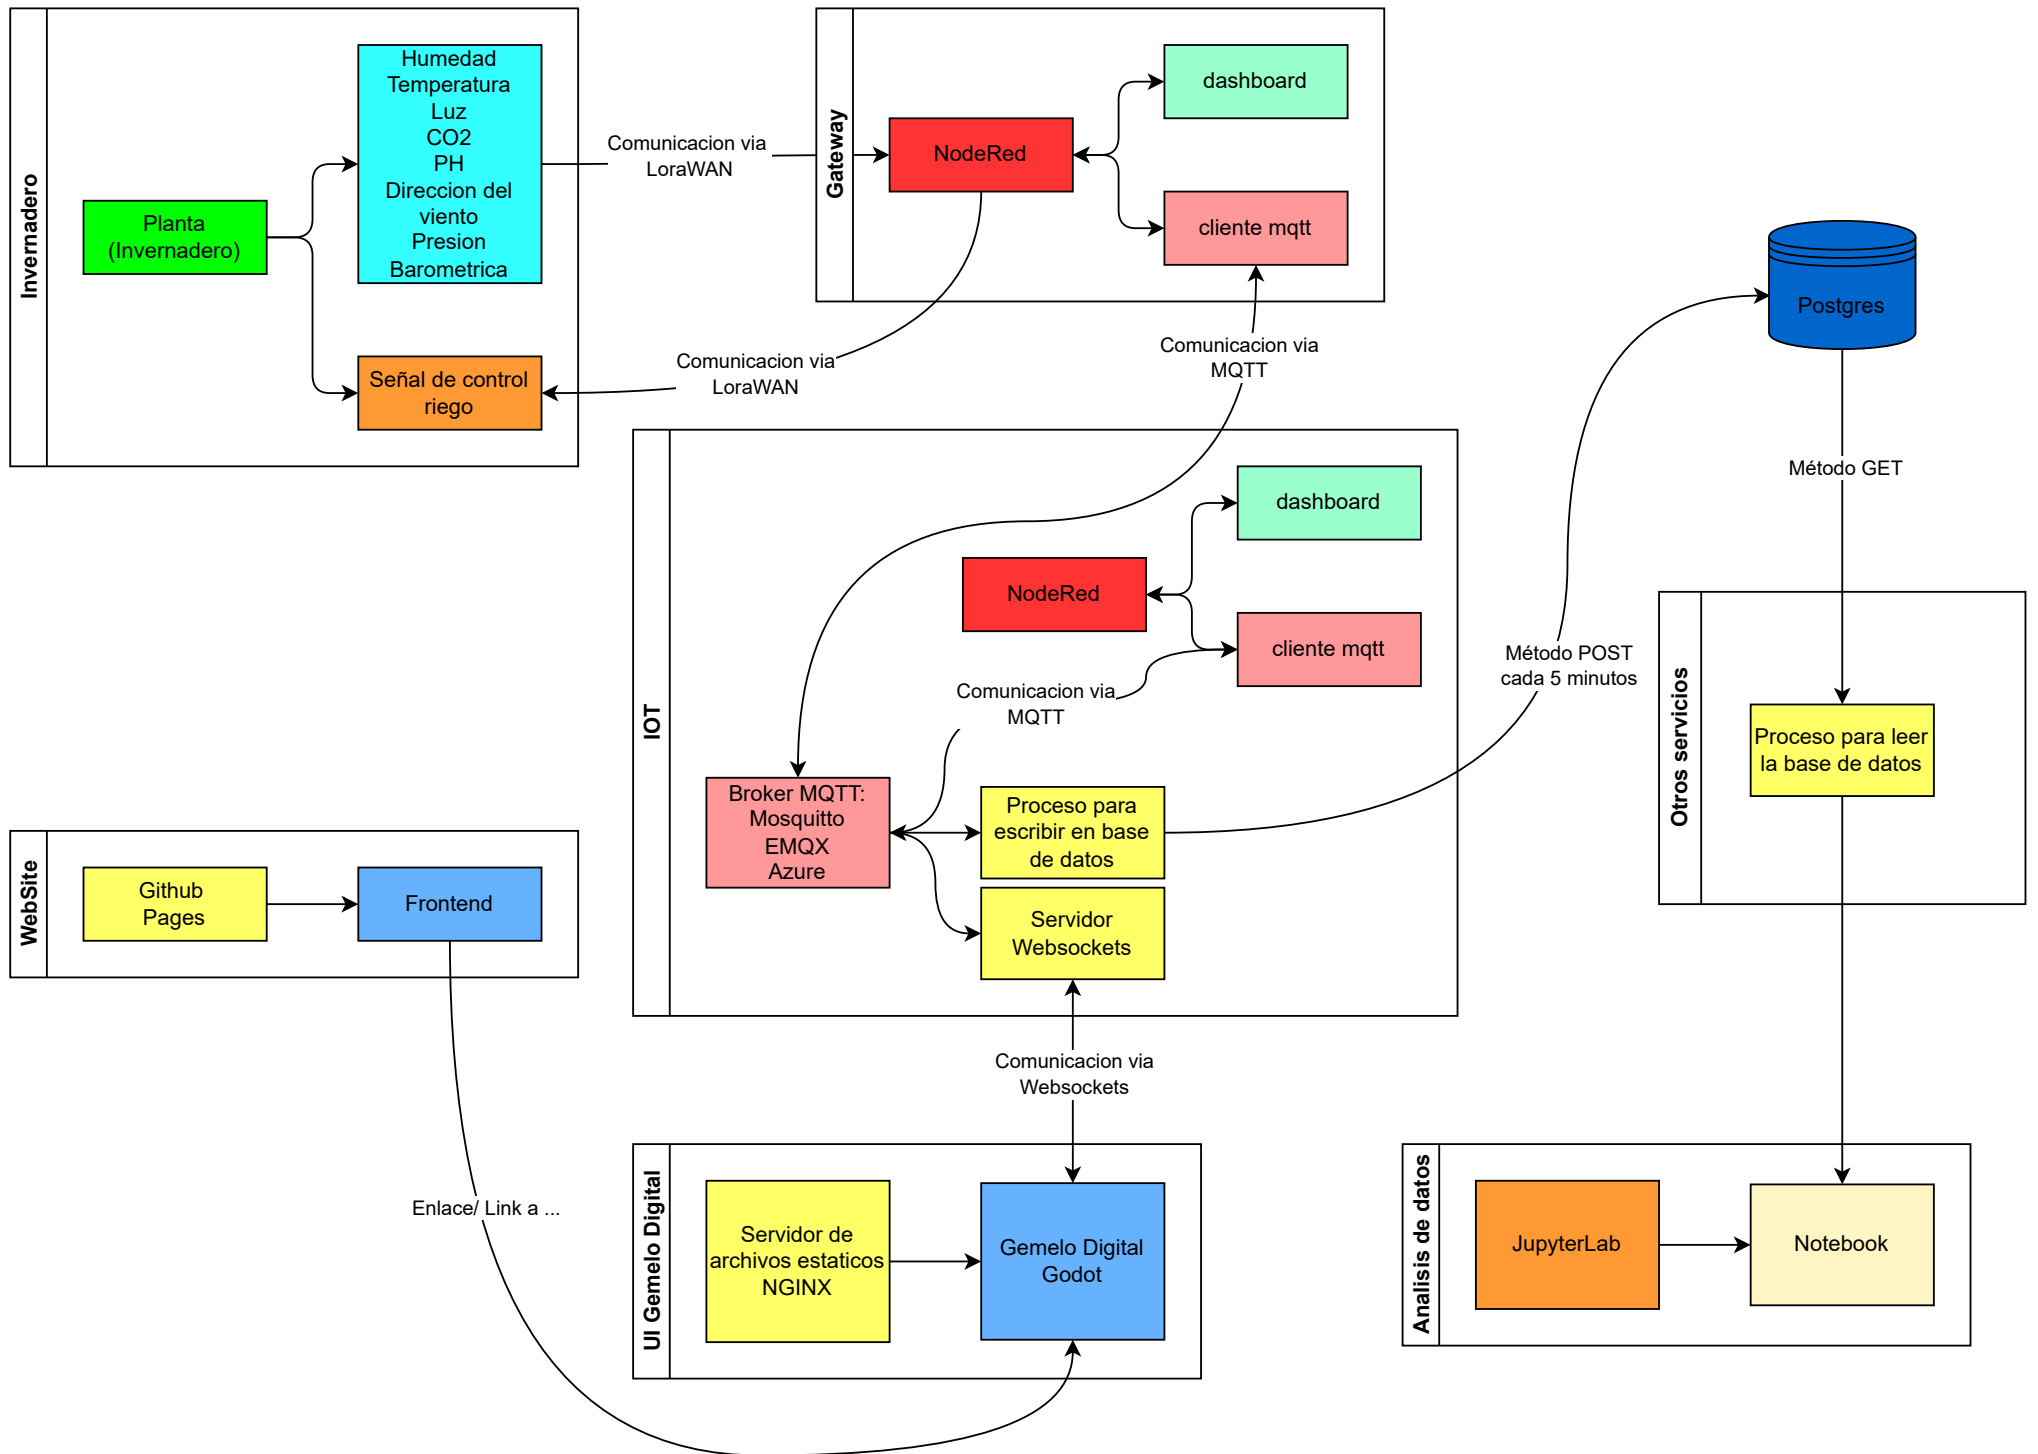 Invernadero
Planta
(Invernadero)
Humedad
Temperatura
Luz
CO2
PH
Direccion del
viento
Presion
Barometrica
Señal de control
riego
Comunicacion via
LoraWAN
Comunicacion via
LoraWAN
Gateway
NodeRed
dashboard
cliente mqtt
Comunicacion via
MQTT
Postgres
Método GET
IOT
dashboard
NodeRed
cliente mqtt
Comunicacion via
MQTT
Broker MQTT:
Mosquitto
EMQX
Azure
Proceso para
escribir en base
de datos
Servidor
Websockets
Método POST
cada 5 minutos
Otros servicios
Proceso para leer
la base de datos
WebSite
Github
Pages
Frontend
Comunicacion via
Websockets
Enlace/ Link a ...
UI Gemelo Digital
Servidor de
archivos estaticos
NGINX
Gemelo Digital
Godot
Analisis de datos
JupyterLab
Notebook